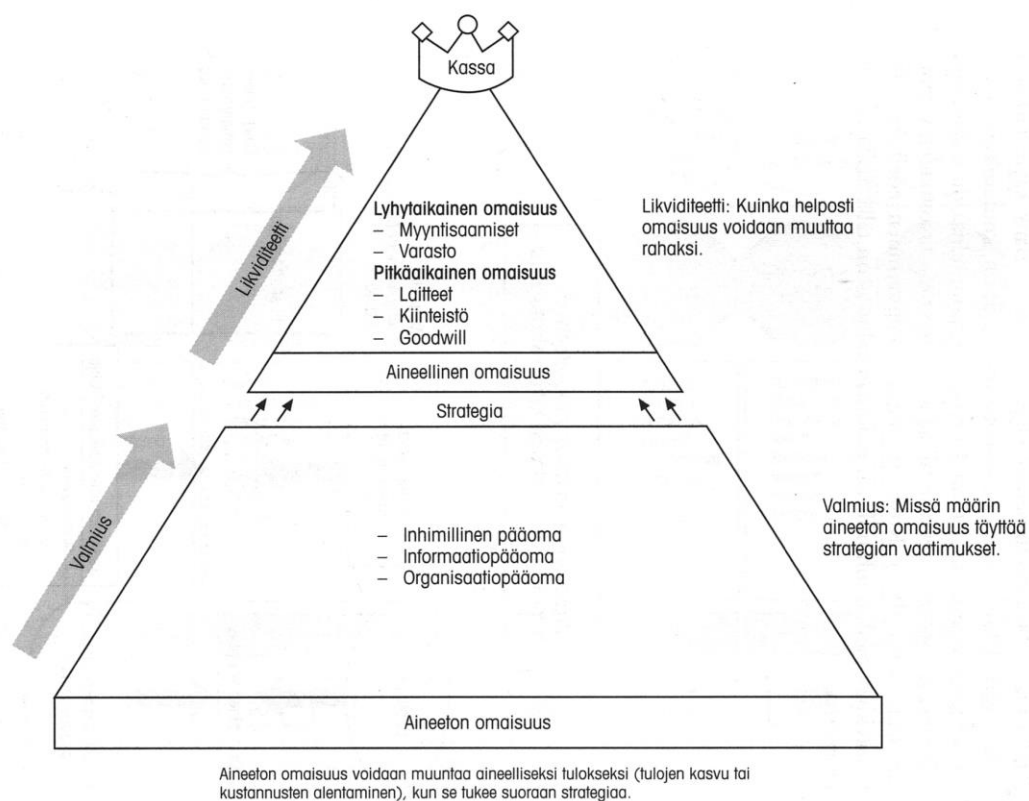 Kassa
Likviditeetti
Lyhytaikainen omaisuus
– Myyntisaamiset
– Varasto
Pitkäaikainen omaisuus
– Laitteet
– Kiinteistö
– Goodwill
Likviditeetti: Kuinka helposti
omaisuus voidaan muuttaa
rahaksi.
Aineellinen omaisuus
Strategia
Valmius
– Inhimillinen pääoma
– Informaatiopääoma
– Organisaatiopääoma
Valmius: Missä määrin
aineeton omaisuus täyttää
strategian vaatimukset.
Aineeton omaisuus
Aineeton omaisuus voidaan muuntaa aineelliseksi tulokseksi (tulojen kasvu tai
kustannusten alentaminen), kun se tukee suoraan strategiaa.